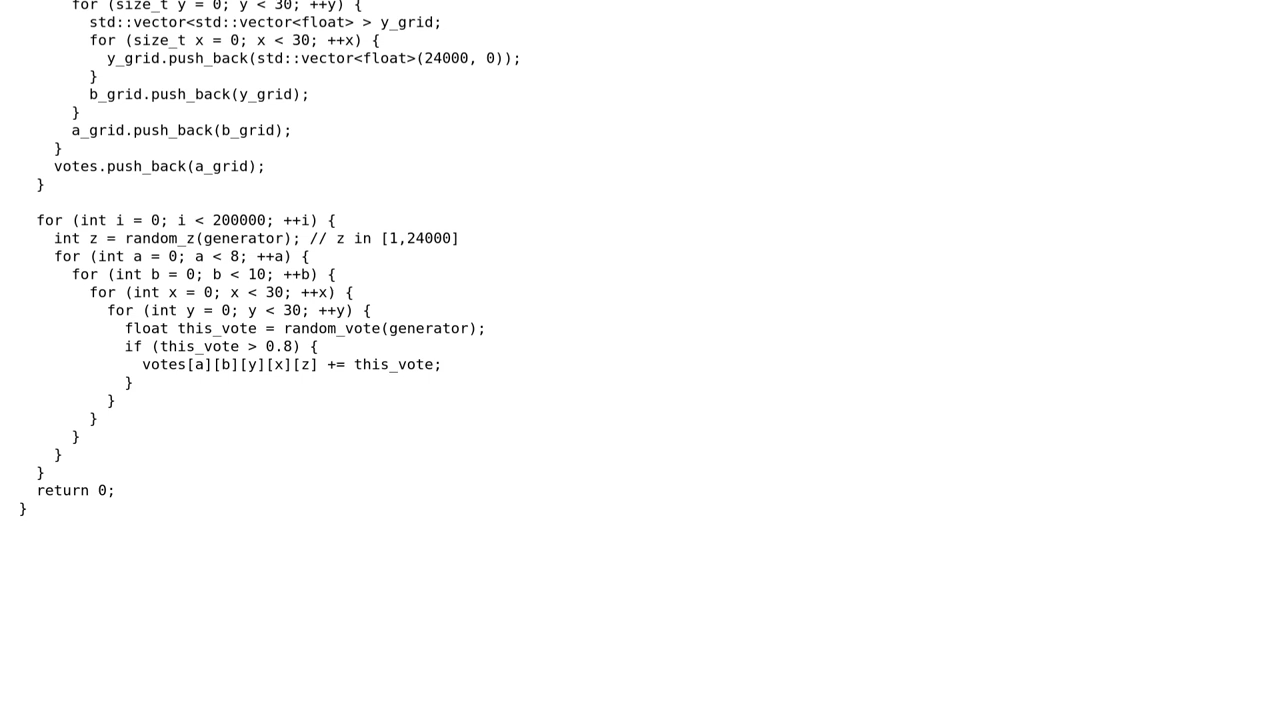 for (size_t y = 0; y < 30; ++y) {
std::vector<std::vector<float> > y_grid;
for (size_t x = 0; x < 30; ++x) {
y_grid.push_back(std::vector<float>(24000, 0));
}
b_grid.push_back(y_grid);
}
a_grid.push_back(b_grid);
}
votes.push_back(a_grid);
}

for (int i = 0; i < 200000; ++i) {
int z = random_z(generator); // z in [1,24000]
for (int a = 0; a < 8; ++a) {
for (int b = 0; b < 10; ++b) {
for (int x = 0; x < 30; ++x) {
for (int y = 0; y < 30; ++y) {
float this_vote = random_vote(generator);
if (this_vote > 0.8) {
votes[a][b][y][x][z] += this_vote;
}
}
}
}
}
}
return 0;
}